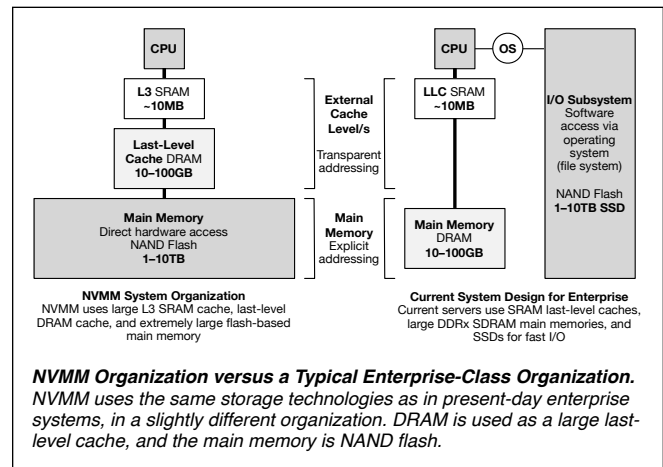 CPU
L3 SRAM
~10MB
Last-Level
Cache DRAM
10–100GB
Main Memory
Direct hardware access
NAND Flash
1–10TB
NVMM System Organization
NVMM uses large L3 SRAM cache, last-level
DRAM cache, and extremely large flash-based
main memory
External
Cache
Level/s
Transparent
addressing
Main
Memory
Explicit
addressing
CPU
OS
LLC SRAM
~10MB
Main Memory
DRAM
10–100GB
I/O Subsystem
Software
access via
operating
system
(file system)
NAND Flash
1–10TB SSD
Current System Design for Enterprise
Current servers use SRAM last-level caches,
large DDRx SDRAM main memories, and
SSDs for fast I/O
NVMM Organization versus a Typical Enterprise-Class Organization.
NVMM uses the same storage technologies as in present-day enterprise
systems, in a slightly different organization. DRAM is used as a large last-
level cache, and the main memory is NAND flash.